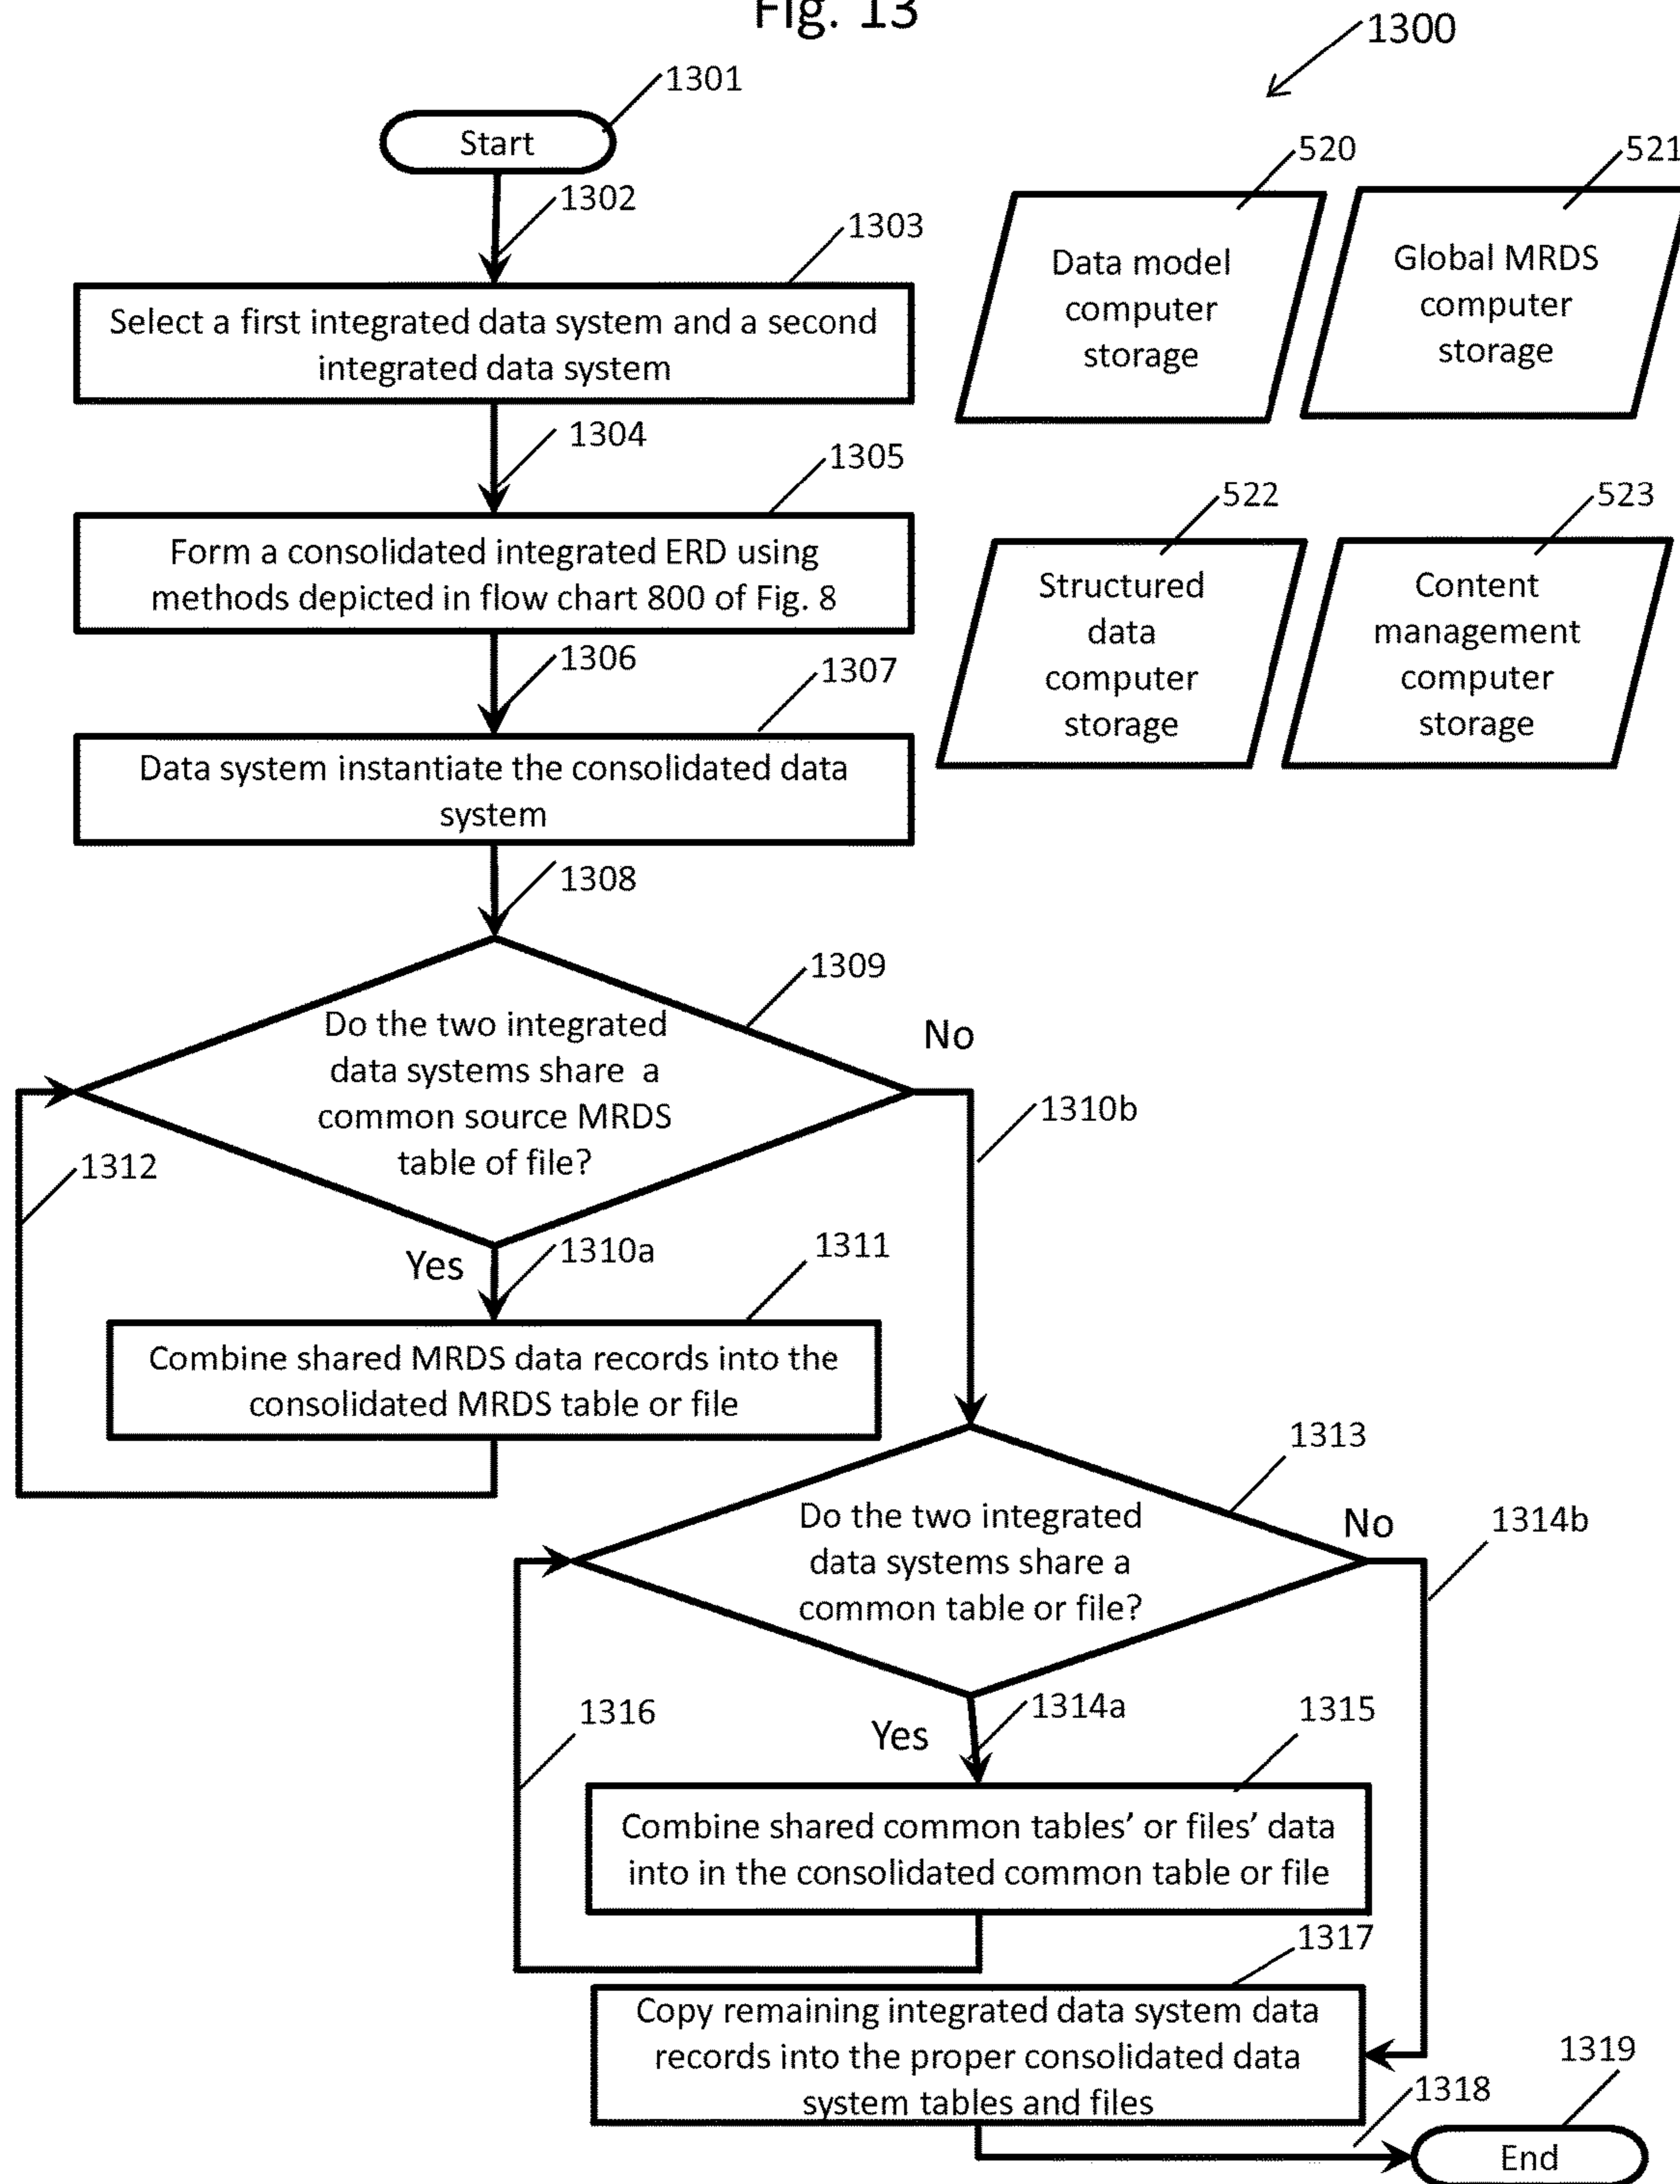 Fig. 13
1300
1301
Start
1302
1303
Select a first integrated data system and a second
integrated data system
1304
1305
Form a consolidated integrated ERD using
methods depicted in flow chart 800 of Fig. 8
1306
1307
Data system instantiate the consolidated data
system
1308
520
Data model
computer
storage
521
Global MRDS
computer
storage
522
Structured
data
computer
storage
523
Content
management
computer
storage
1309
Do the two integrated
data systems share a
common source MRDS
table of file?
No
1310b
1312
Yes
1310a
1311
Combine shared MRDS data records into the
consolidated MRDS table or file
1313
Do the two integrated
data systems share a
common table or file?
No
1314b
1316
Yes
1314a
1315
Combine shared common tables’ or files’ data
into in the consolidated common table or file
1317
Copy remaining integrated data system data
records into the proper consolidated data
system tables and files
1318
1319
End